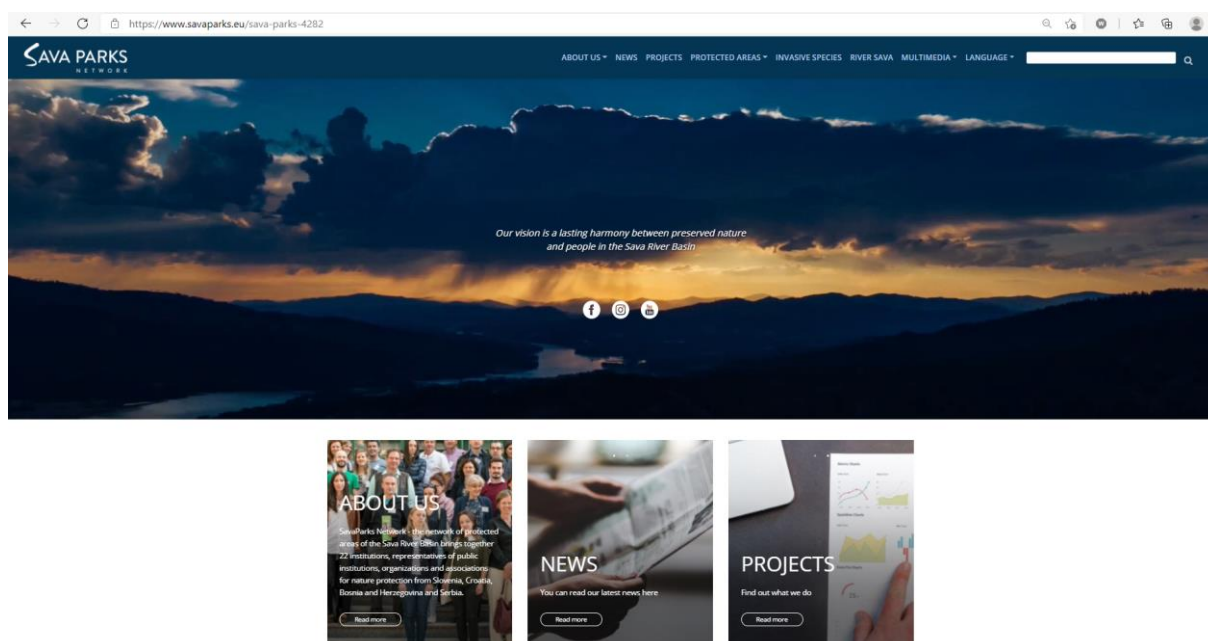 https://www.savaparks.eu/sava-parks-4282
SAVA PARKS
NETWORK
ABOUT US NEWS PROJECTS PROTECTED AREAS INVASIVE SPECIES RIVER SAVA MULTIMEDIA LANGUAGE
Our vision is a lasting harmony between preserved nature
and people in the Sava River Basin
ABOUT US
SavaParks Network - the network of protected
areas of the Sava River Basin brings together
22 institutions, representatives of public
institutions, organizations and associations
for nature protection from Slovenia, Croatia,
Bosnia and Herzegovina and Serbia.
Read more
NEWS
You can read our latest news here
Read more
PROJECTS
Find out what we do
Read more